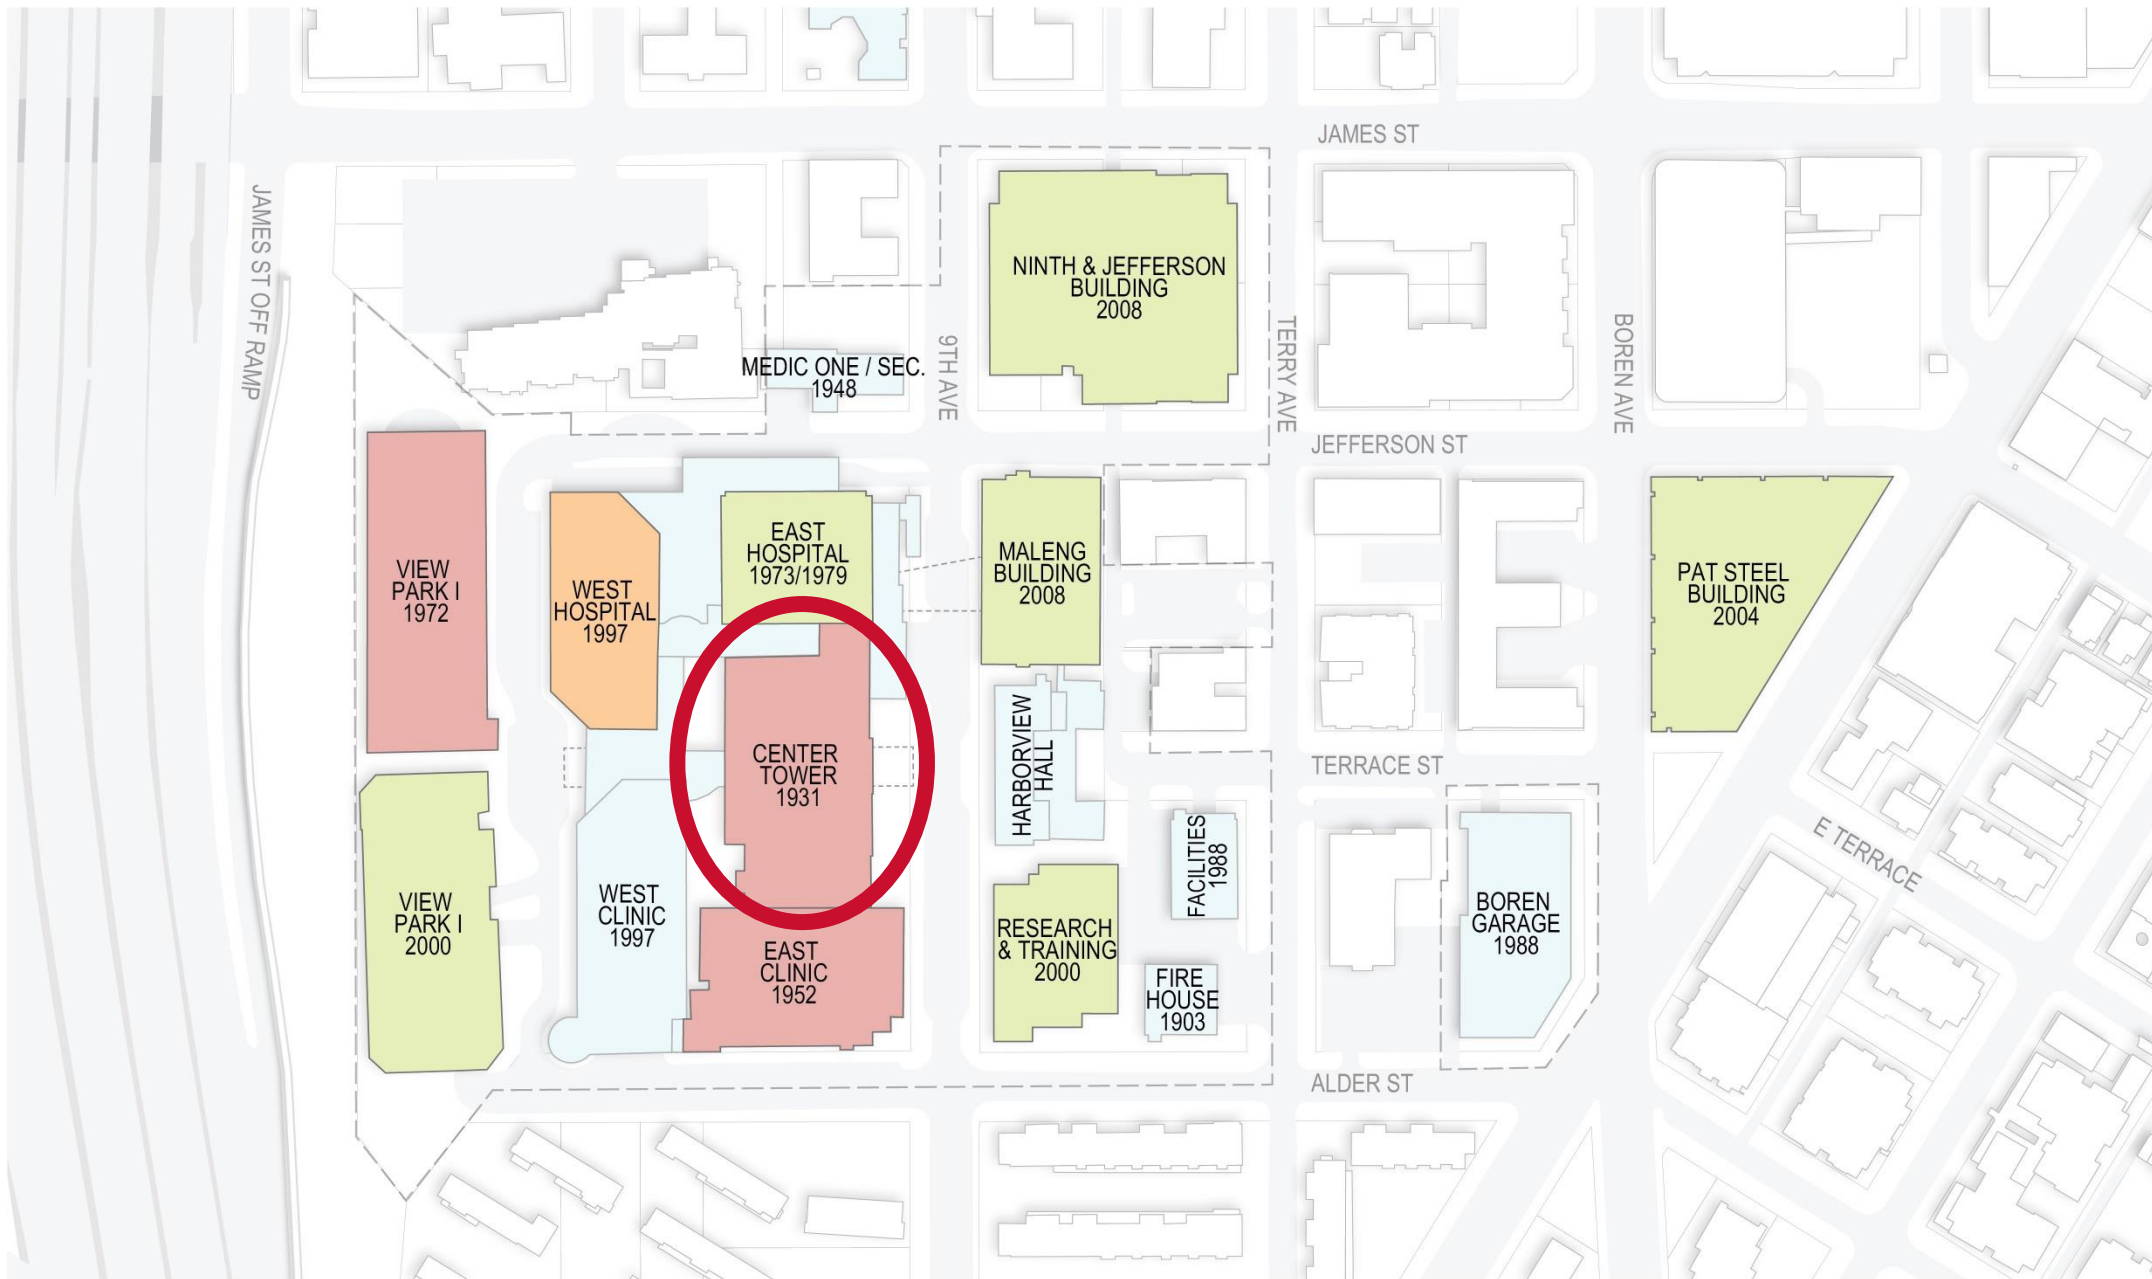 JAMES ST
JAMES ST OFF RAMP
NINTH & JEFFERSON
BUILDING
2008
9TH AVE
TERRY AVE
BOREN AVE
MEDIC ONE / SEC.
1948
JEFFERSON ST
VIEW
PARK I
1972
WEST
HOSPITAL
1997
EAST
HOSPITAL
1973/1979
MALENG
BUILDING
2008
PAT STEEL
BUILDING
2004
CENTER
TOWER
1931
HARBORVIEW
HALL
TERRACE ST
FACILITIES
1988
E TERRACE
VIEW
PARK I
2000
WEST
CLINIC
1997
EAST
CLINIC
1952
RESEARCH
& TRAINING
2000
FIRE
HOUSE
1903
BOREN
GARAGE
1988
ALDER ST